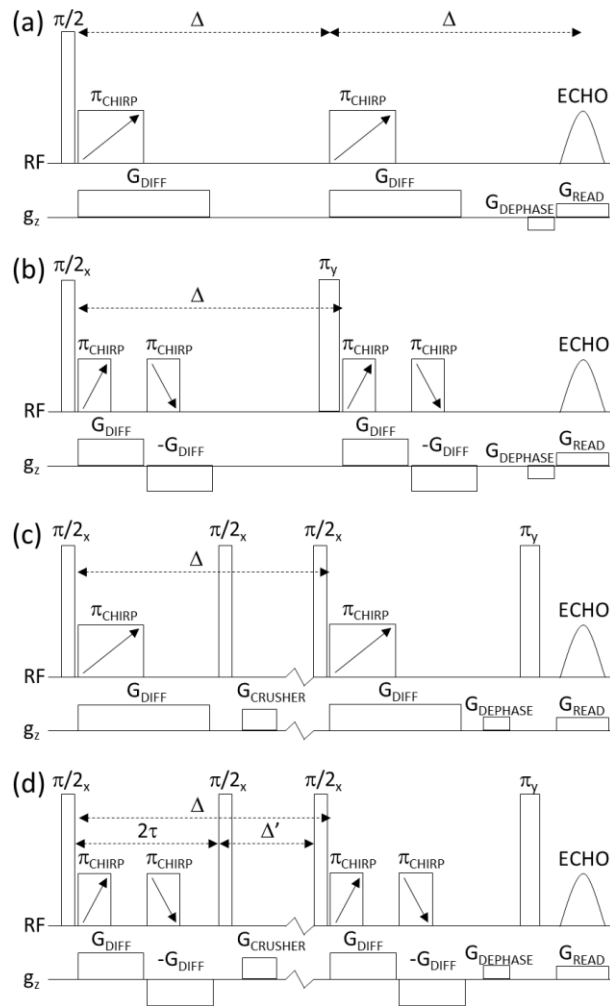 (a) π/2 Δ Δ
π_CHIRP π_CHIRP ECHO
RF
G_DIFF G_DIFF G_DEPHASE G_READ
g_z
(b) π/2_x π_y
Δ
π_CHIRP π_CHIRP π_CHIRP π_CHIRP ECHO
RF
G_DIFF -G_DIFF G_DIFF -G_DIFF G_DEPHASE G_READ
g_z
(c) π/2_x π/2_x π/2_x π_y
Δ
π_CHIRP π_CHIRP ECHO
RF
G_DIFF G_CRUSHER G_DIFF G_DEPHASE G_READ
g_z
(d) π/2_x π/2_x π/2_x π_y
Δ
2τ Δ'
π_CHIRP π_CHIRP π_CHIRP π_CHIRP ECHO
RF
G_DIFF -G_DIFF G_CRUSHER G_DIFF -G_DIFF G_DEPHASE G_READ
g_z